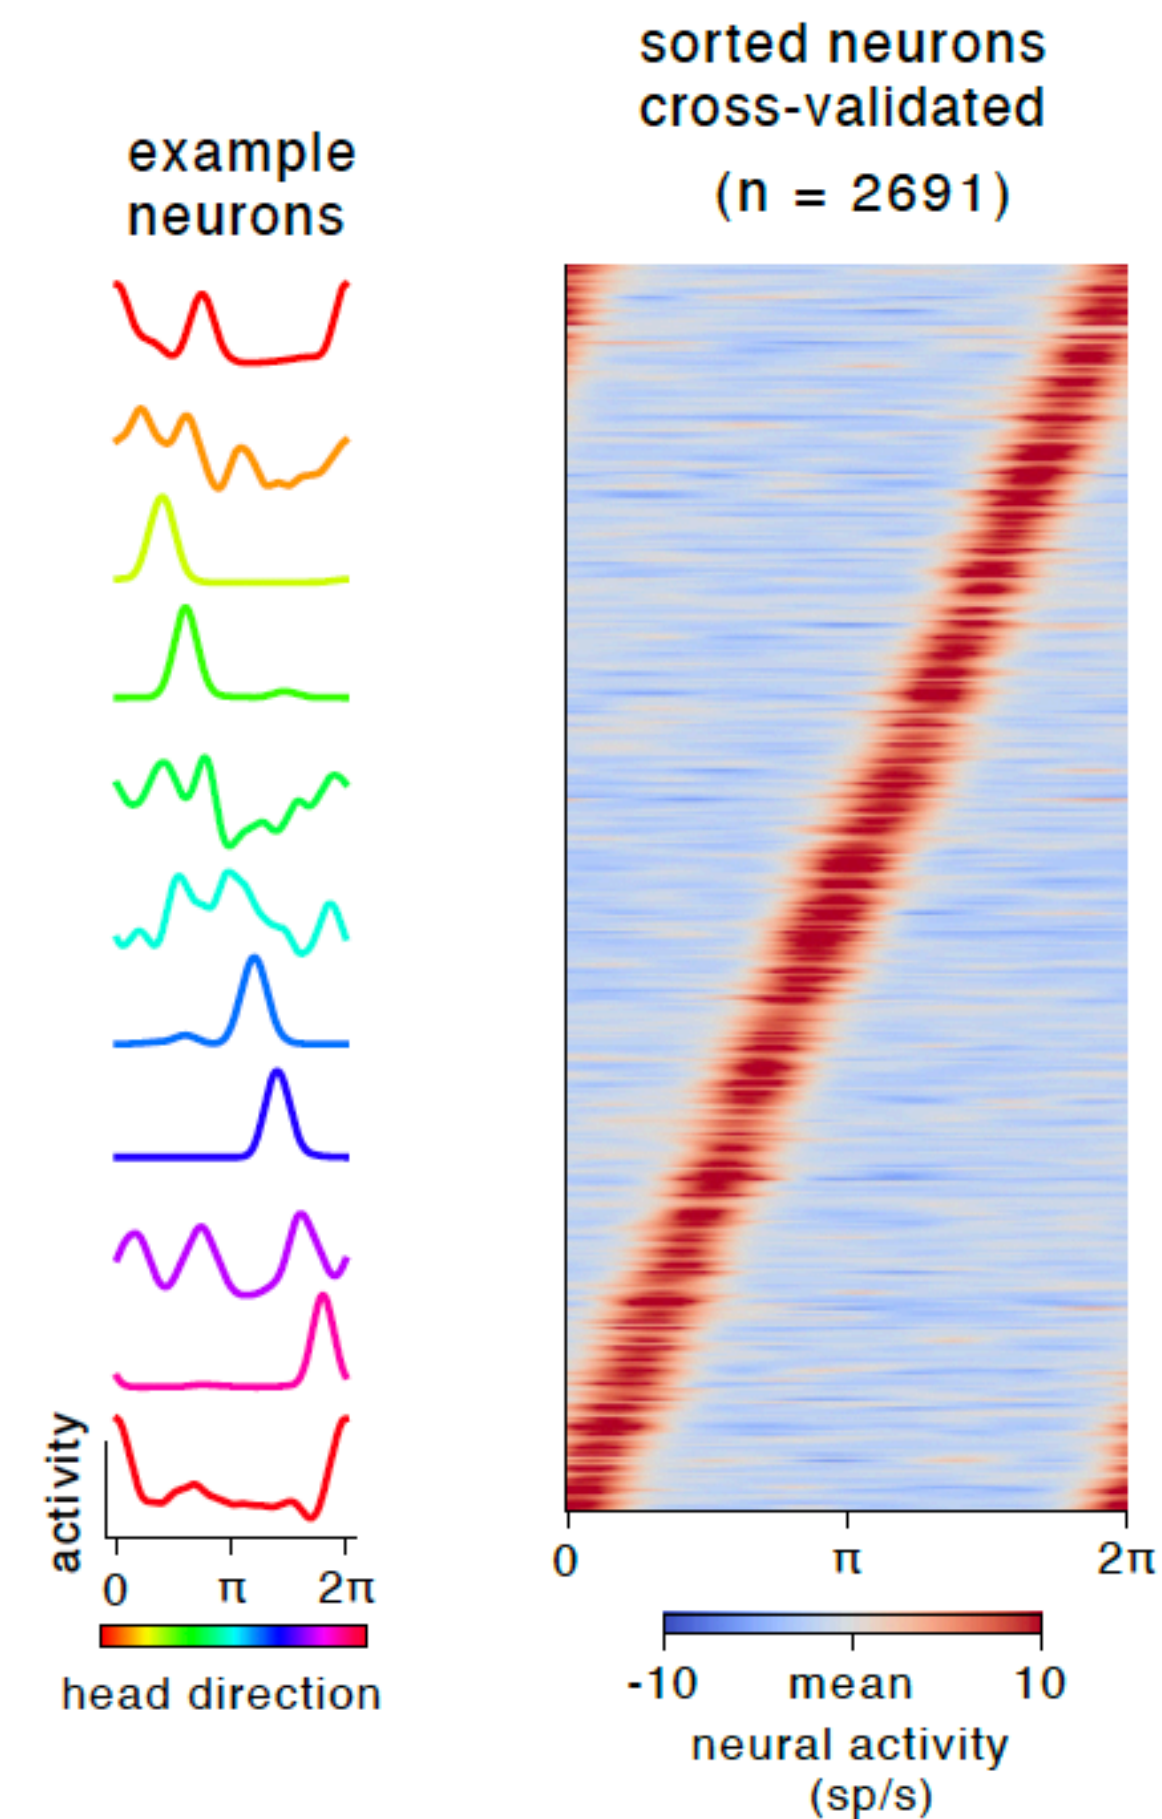 example
neurons
activity
0 π 2π
head direction
sorted neurons
cross-validated
(n = 2691)
0 π 2π
-10 mean 10
neural activity
(sp/s)